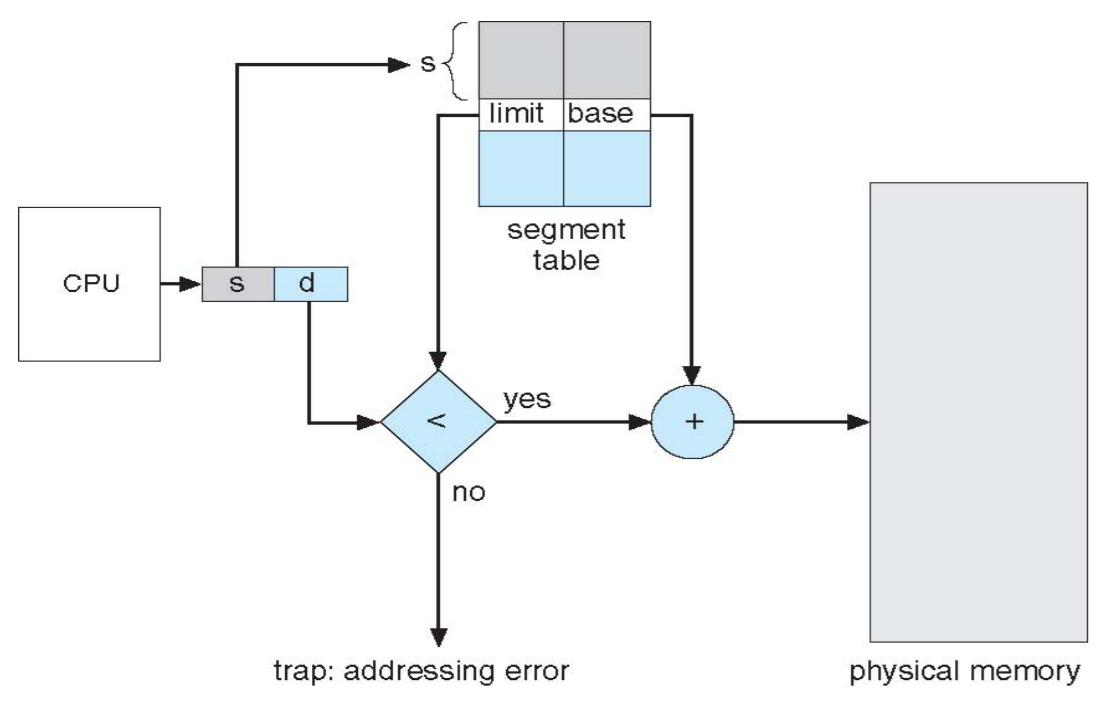 s
limit base
segment
table
CPU
s d
<
yes
+
no
trap: addressing error
physical memory